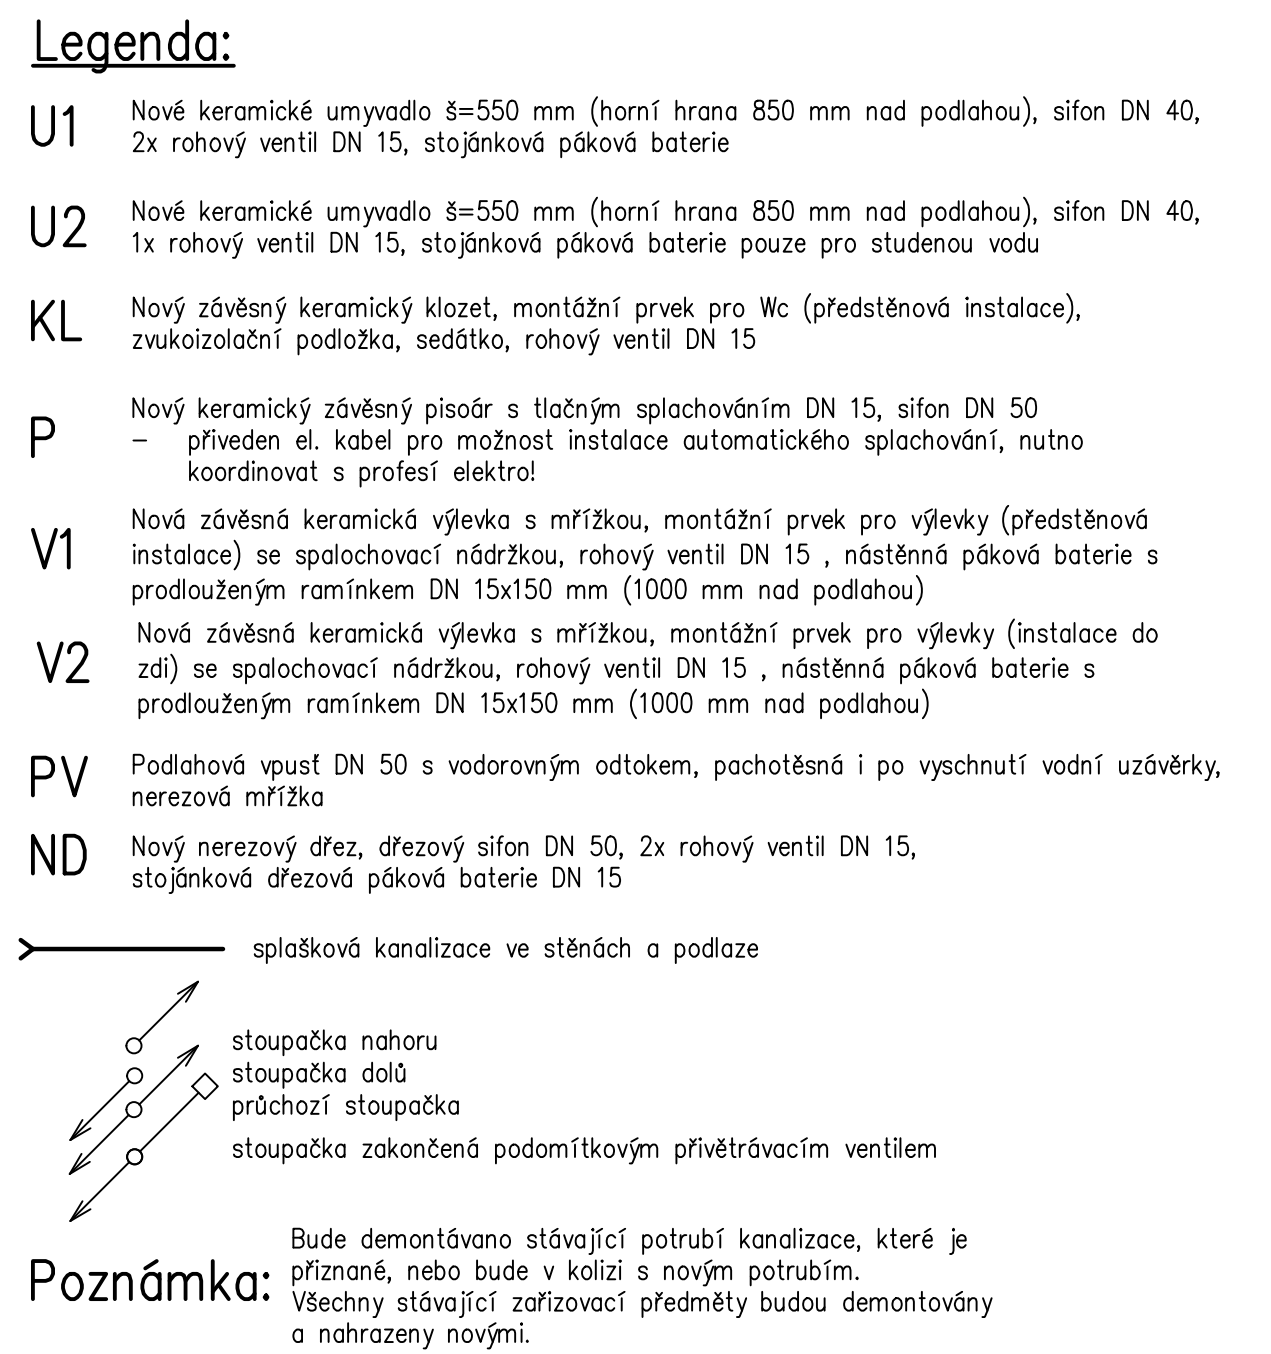 Legenda:
U1 Nové keramické umyvadlo š=550 mm (horní hrana 850 mm nad podlahou), sifon DN 40,
2x rohový ventil DN 15, stojánková páková baterie
U2 Nové keramické umyvadlo š=550 mm (horní hrana 850 mm nad podlahou), sifon DN 40,
1x rohový ventil DN 15, stojánková páková baterie pouze pro studenou vodu
KL Nový závěsný keramický klozet, montážní prvek pro Wc (předstěnová instalace),
zvukoizolační podložka, sedátko, rohový ventil DN 15
P Nový keramický závěsný pisoár s tlačným splachováním DN 15, sifon DN 50
– přiveden el. kabel pro možnost instalace automatického splachování, nutno
koordinovat s profesí elektro!
V1 Nová závěsná keramická výlevka s mřížkou, montážní prvek pro výlevky (předstěnová
instalace) se spalochovací nádržkou, rohový ventil DN 15 , nástěnná páková baterie s
prodlouženým ramínkem DN 15x150 mm (1000 mm nad podlahou)
V2 Nová závěsná keramická výlevka s mřížkou, montážní prvek pro výlevky (instalace do
zdi) se spalochovací nádržkou, rohový ventil DN 15 , nástěnná páková baterie s
prodlouženým ramínkem DN 15x150 mm (1000 mm nad podlahou)
PV Podlahová vpusť DN 50 s vodorovným odtokem, pachotěsná i po vyschnutí vodní uzávěrky,
nerezová mřížka
ND Nový nerezový dřez, dřezový sifon DN 50, 2x rohový ventil DN 15,
stojánková dřezová páková baterie DN 15
splašková kanalizace ve stěnách a podlaze
stoupačka nahoru
stoupačka dolů
průchozí stoupačka
stoupačka zakončená podomítkovým přivětrávacím ventilem
Poznámka: Bude demontávano stávající potrubí kanalizace, které je
přiznané, nebo bude v kolizi s novým potrubím.
Všechny stávající zařizovací předměty budou demontovány
a nahrazeny novými.